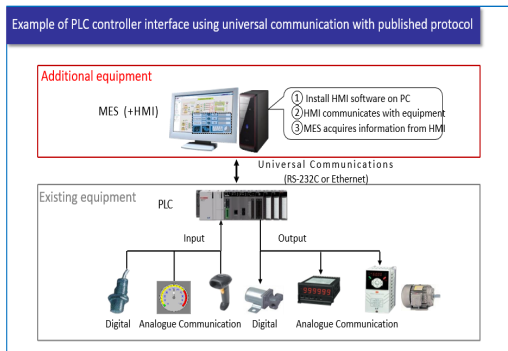 Example of PLC controller interface using universal communication with published protocol
Additional equipment
MES (+HMI)
① Install HMI software on PC
② HMI communicates with equipment
③ MES acquires information from HMI
Universal Communications
(RS-232C or Ethernet)
Existing equipment
PLC
Input
Output
999999
Digital
Analogue Communication
Digital
Analogue Communication